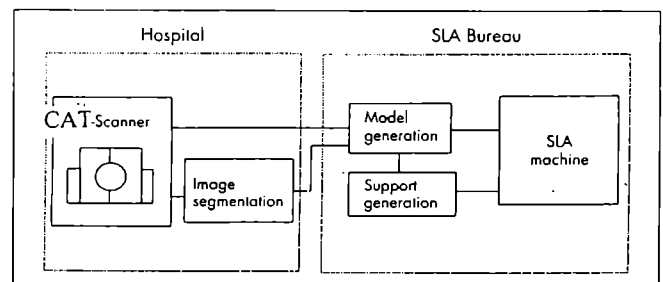 Hospital
SLA Bureau
CAT-Scanner
Image
segmentation
Model
generation
Support
generation
SLA
machine